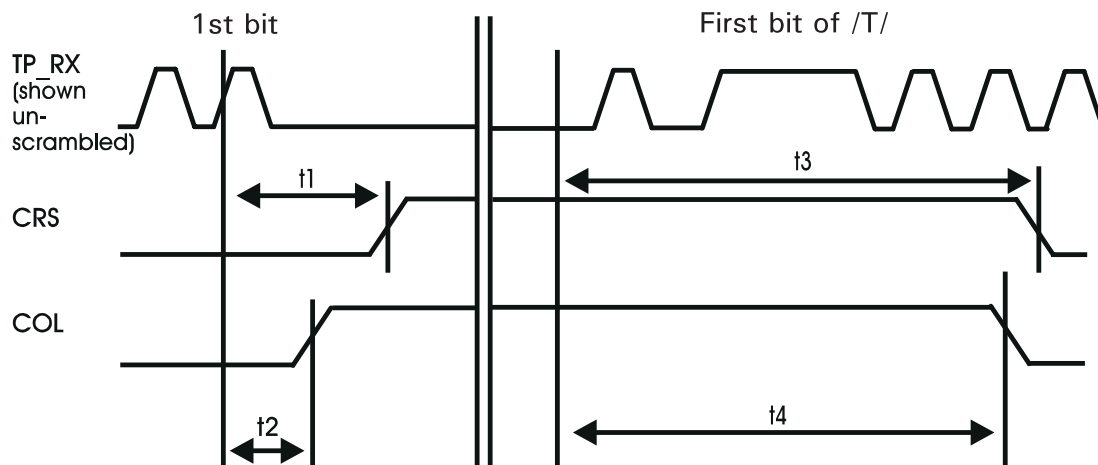 1st bit
First bit of /T/
TP_RX
(shown
un-
scrambled)
t1
t3
CRS
COL
t2
t4